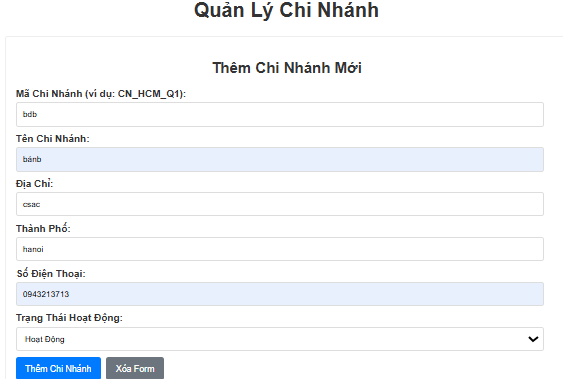 Quản Lý Chi Nhánh
Thêm Chi Nhánh Mới
Mã Chi Nhánh (ví dụ: CN_HCM_Q1):
bdb
Tên Chi Nhánh:
bánb
Địa Chỉ:
csac
Thành Phố:
hanoi
Số Điện Thoại:
0943213713
Trạng Thái Hoạt Động:
Hoạt Động
Thêm Chi Nhánh Xóa Form